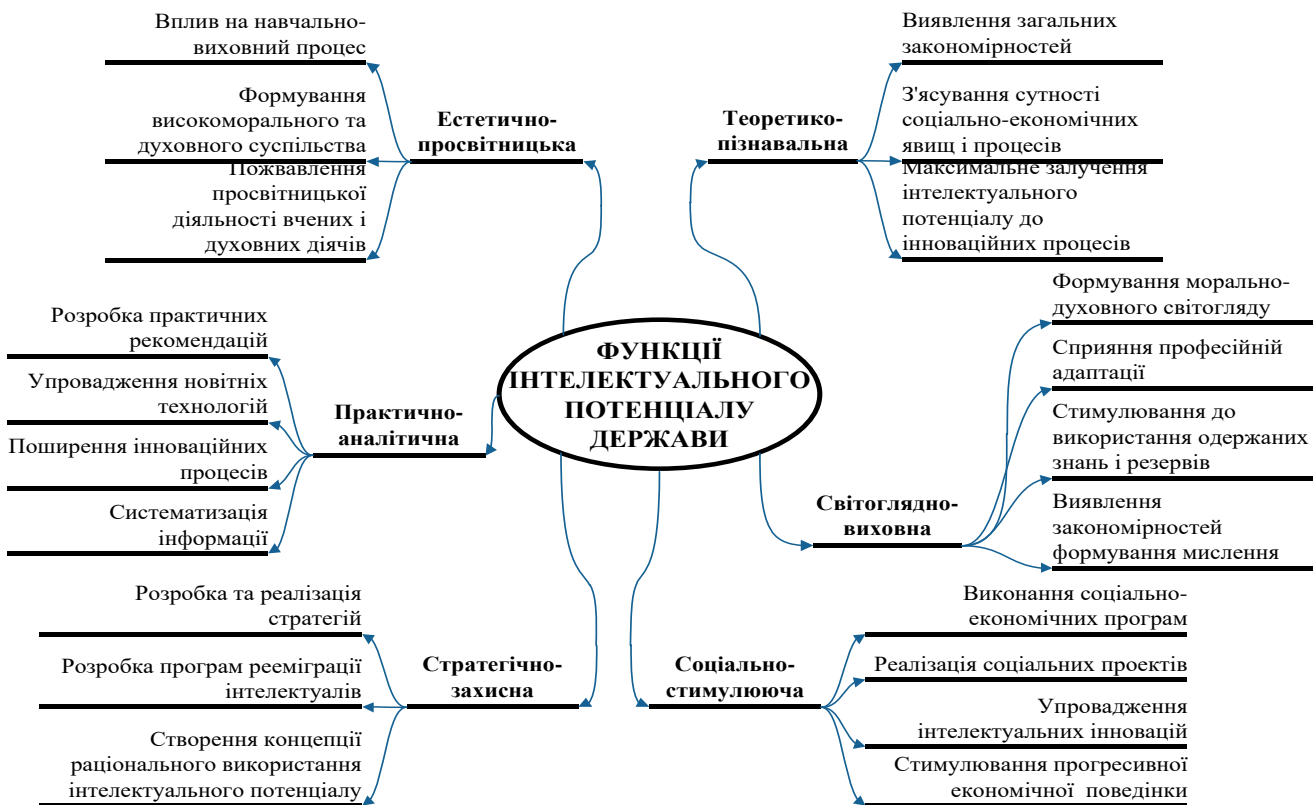 Вплив на навчально-
виховний процес
Формування
високоморального та
духовного суспільства
Пожвавлення
просвітницької
діяльності вчених і
духовних діячів
Естетично-
просвітницька
Теоретико-
пізнавальна
Виявлення загальних
закономірностей
З'ясування сутності
соціально-економічних
явищ і процесів
Максимальне залучення
інтелектуального
потенціалу до
інноваційних процесів
Розробка практичних
рекомендацій
Упровадження новітніх
технологій
Поширення інноваційних
процесів
Систематизація
інформації
Практично-
аналітична
ФУНКЦІЇ
ІНТЕЛЕКТУАЛЬНОГО
ПОТЕНЦІАЛУ
ДЕРЖАВИ
Світоглядно-
виховна
Формування морально-
духовного світогляду
Сприяння професійній
адаптації
Стимулювання до
використання одержаних
знань і резервів
Виявлення
закономірностей
формування мислення
Розробка та реалізація
стратегій
Розробка програм рееміграції
інтелектуалів
Створення концепції
раціонального використання
інтелектуального потенціалу
Стратегічно-
захисна
Соціально-
стимулююча
Виконання соціально-
економічних програм
Реалізація соціальних проектів
Упровадження
інтелектуальних інновацій
Стимулювання прогресивної
економічної поведінки